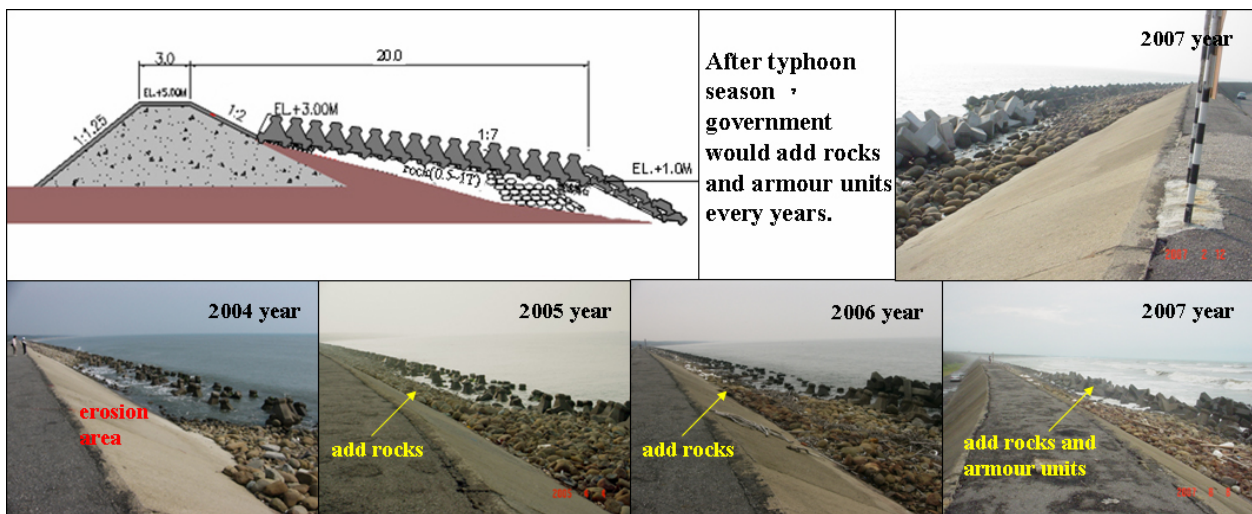 3.0
20.0
EL.+5.00M
1:2
EL.+3.00M
1:1.25
1:7
rock(0.5~1T)
EL.+1.0M
After typhoon
season ，
government
would add rocks
and armour units
every years.
2007 year
2004 year
erosion
area
2005 year
add rocks
2006 year
add rocks
2007 year
add rocks and
armour units